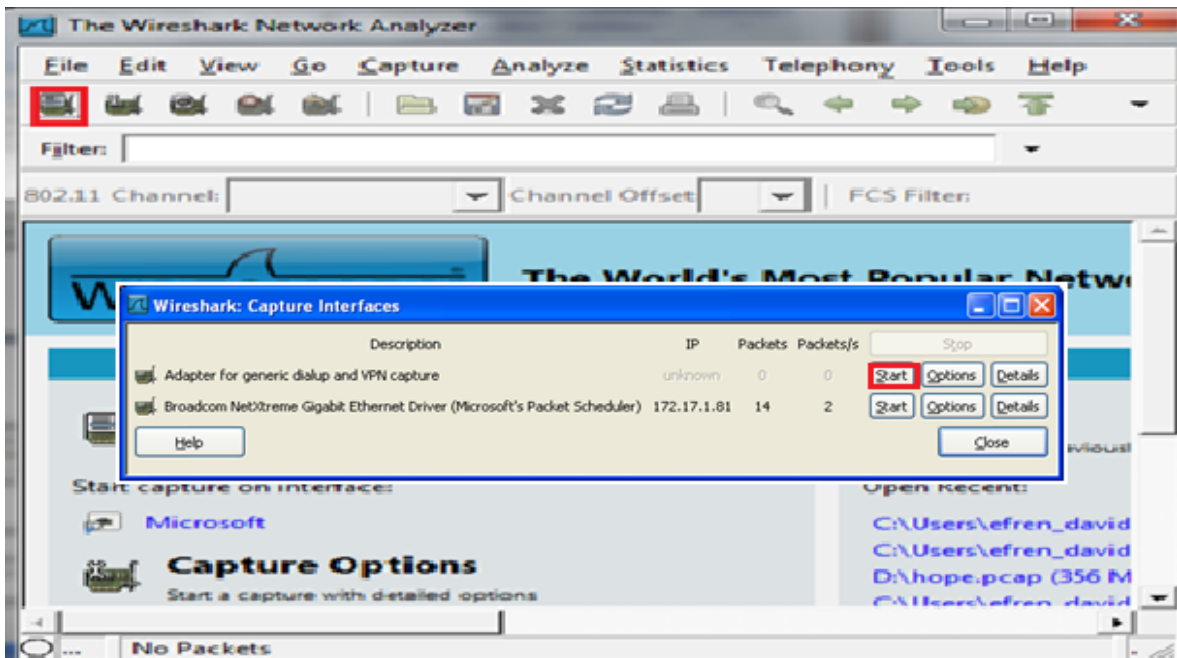 The Wireshark Network Analyzer
File Edit View Go Capture Analyze Statistics Telephony Tools Help
Filter:
802.11 Channel: Channel Offset: FCS Filter:
The World's Most Popular Netw
W
Wireshark: Capture Interfaces
Description IP Packets Packets/s Stop
Adapter for generic dialup and VPN capture unknown 0 0 Start Options Details
Broadcom NetXtreme Gigabit Ethernet Driver (Microsoft's Packet Scheduler) 172.17.1.81 14 2 Start Options Details
Help Close
Start capture on interface:
Open Recent:
Microsoft
C:\Users\efren_david
C:\Users\efren_david
Capture Options
D:\hope.pcap (356 M
Start a capture with detailed options
C:\Users\efren_david
... No Packets